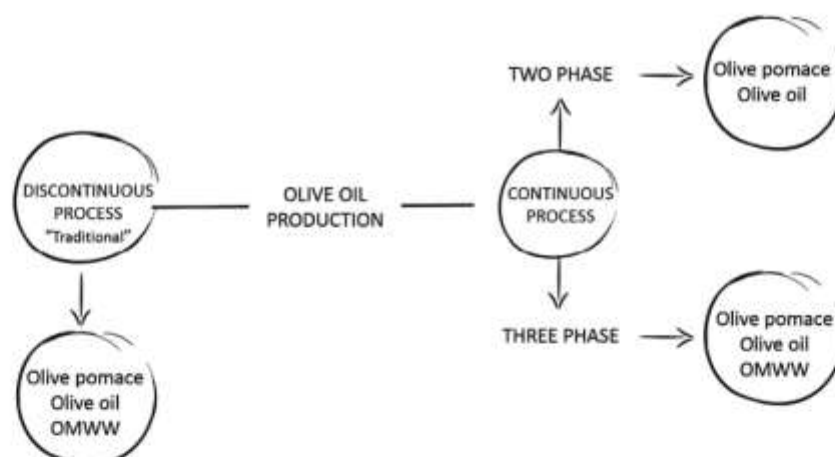 TWO PHASE
Olive pomace
Olive oil
DISCONTINUOUS
PROCESS
"Traditional"
OLIVE OIL
PRODUCTION
CONTINUOUS
PROCESS
THREE PHASE
Olive pomace
Olive oil
OMWW
Olive pomace
Olive oil
OMWW